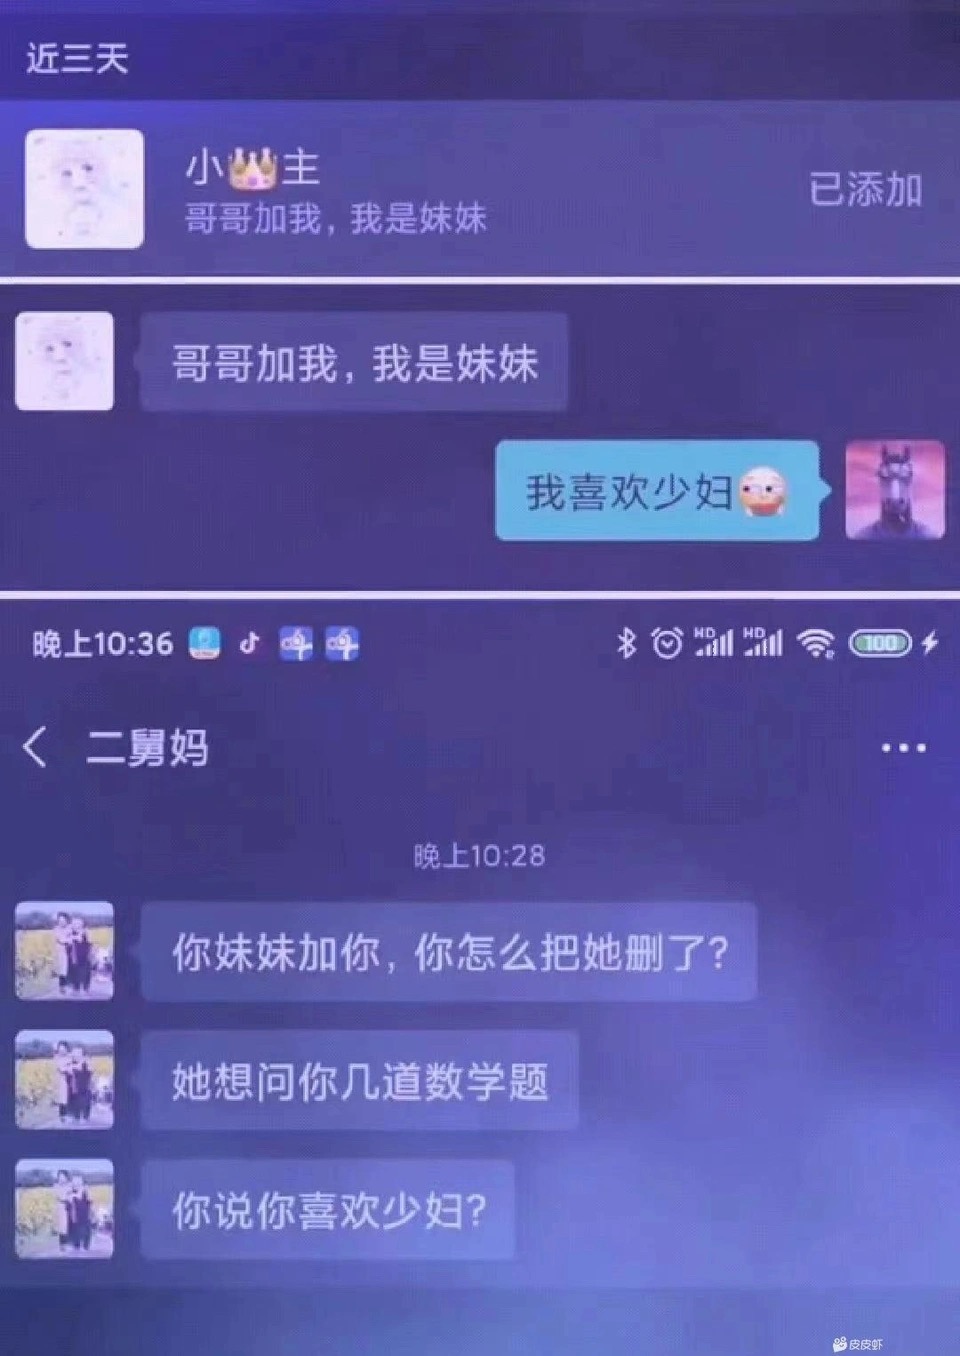 近三天
小👑主
哥哥加我，我是妹妹
已添加
哥哥加我，我是妹妹
我喜欢少妇
晚上10:36
HD HD 100
二舅妈
晚上10:28
你妹妹加你，你怎么把她删了?
她想问你几道数学题
你说你喜欢少妇?
皮皮虾